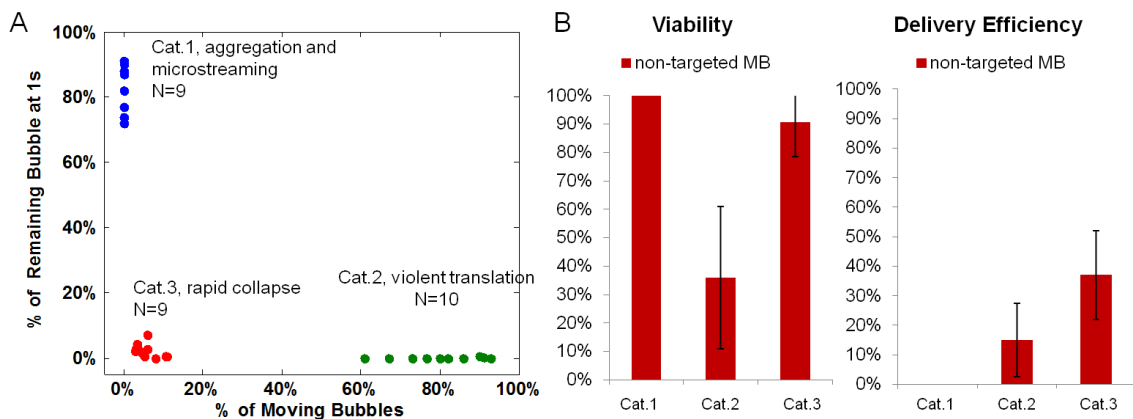 A
% of Remaining Bubble at 1s
100%
80%
60%
40%
20%
0%
Cat.1, aggregation and
microstreaming
N=9
Cat.3, rapid collapse
N=9
Cat.2, violent translation
N=10
0%
20%
40%
60%
80%
100%
% of Moving Bubbles
B
Viability
non-targeted MB
100%
90%
80%
70%
60%
50%
40%
30%
20%
10%
0%
Cat.1
Cat.2
Cat.3
Delivery Efficiency
non-targeted MB
100%
90%
80%
70%
60%
50%
40%
30%
20%
10%
0%
Cat.1
Cat.2
Cat.3